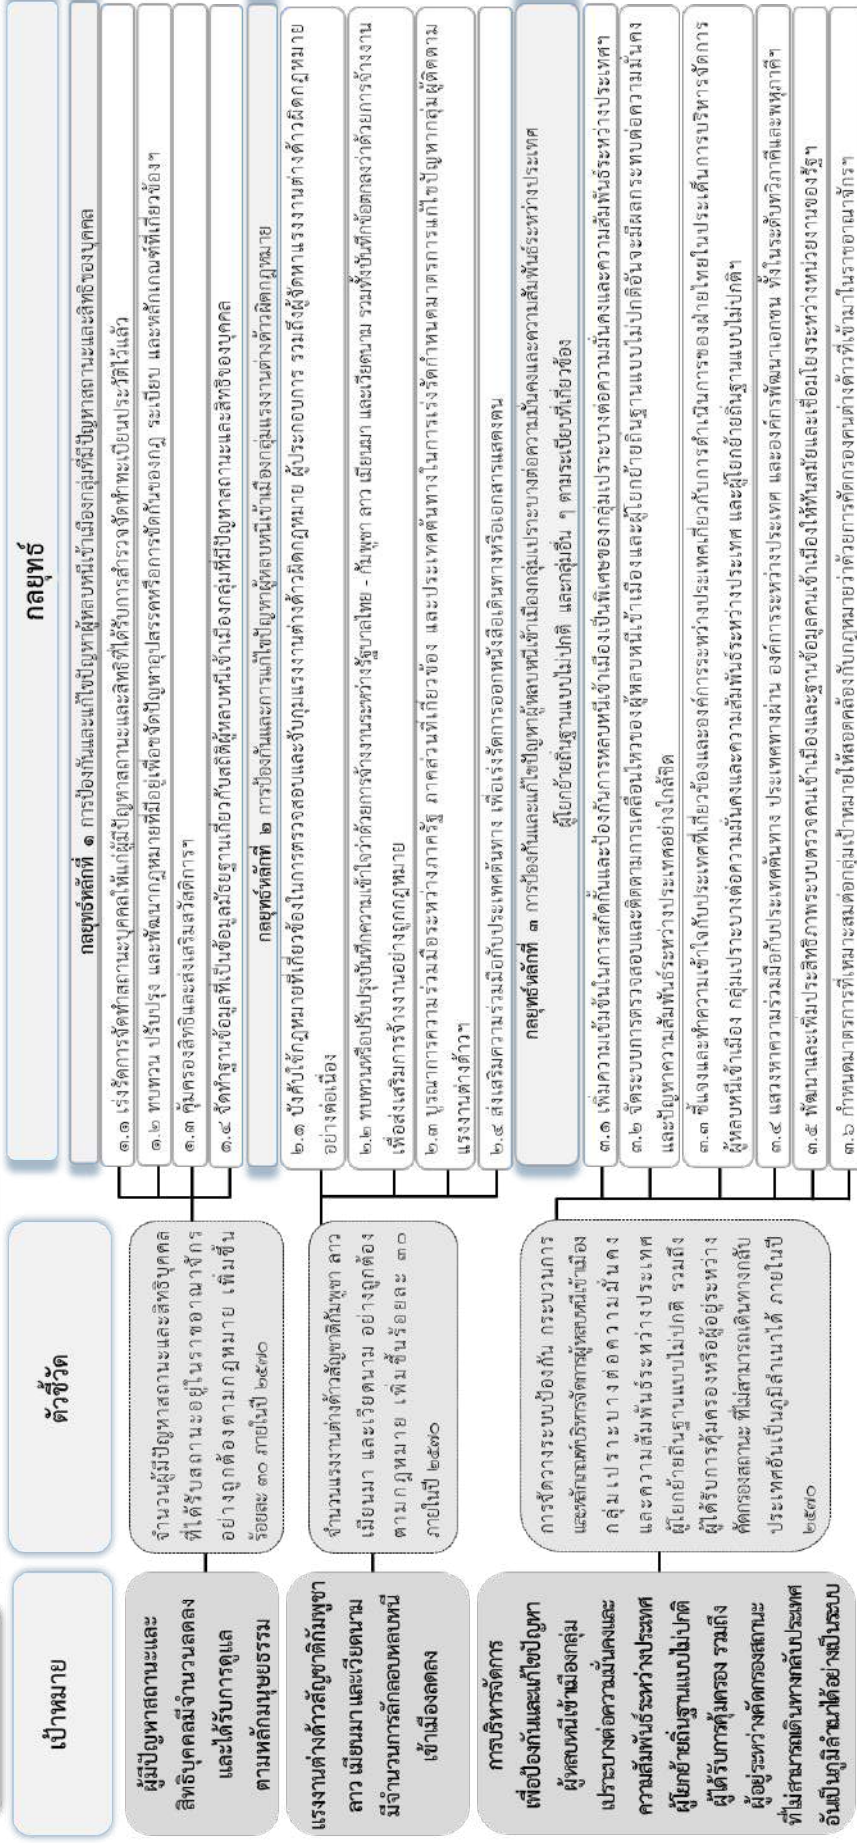 เป้าหมาย
ตัวชี้วัด
กลยุทธ์
ผู้มีปัญหาสถานะและ
สิทธิบุคคลมีจำนวนลดลง
และได้รับการดูแล
ตามหลักมนุษยธรรม
จำนวนผู้มีปัญหาสถานะและสิทธิบุคคล
ที่ได้รับสถานะอยู่ในราชอาณาจักร
อย่างถูกต้องตามกฎหมาย เพิ่มขึ้น
ร้อยละ ๓๐ ภายในปี ๒๕๗๐
กลยุทธ์หลักที่ ๑ การป้องกันและแก้ไขปัญหาผู้หลบหนีเข้าเมืองกลุ่มที่มีปัญหาสถานะและสิทธิของบุคคล
๑.๑ เร่งรัดการจัดทำสถานะบุคคลให้แก่ผู้มีปัญหาสถานะและสิทธิที่ได้รับการสำรวจจัดทำทะเบียนประวัติไว้แล้ว
๑.๒ ทบทวน ปรับปรุง และพัฒนากฎหมายที่มีอยู่เพื่อขจัดปัญหาอุปสรรคหรือการขัดกันของกฎ ระเบียบ และหลักเกณฑ์ที่เกี่ยวข้องฯ
๑.๓ คุ้มครองสิทธิและส่งเสริมสวัสดิการฯ
๑.๔ จัดทำฐานข้อมูลที่เป็นข้อมูลมัธยฐานเกี่ยวกับสถิติผู้หลบหนีเข้าเมืองกลุ่มที่มีปัญหาสถานะและสิทธิของบุคคล
แรงงานต่างด้าวสัญชาติกัมพูชา
ลาว เมียนมา และเวียดนาม
มีจำนวนการลักลอบหลบหนี
เข้าเมืองลดลง
จำนวนแรงงานต่างด้าวสัญชาติกัมพูชา ลาว
เมียนมา และเวียดนาม อย่างถูกต้อง
ตามกฎหมาย เพิ่มขึ้นร้อยละ ๓๐
ภายในปี ๒๕๗๐
กลยุทธ์หลักที่ ๒ การป้องกันและการแก้ไขปัญหาผู้หลบหนีเข้าเมืองกลุ่มแรงงานต่างด้าวผิดกฎหมาย
๒.๑ บังคับใช้กฎหมายที่เกี่ยวข้องในการตรวจสอบและจับกุมแรงงานต่างด้าวผิดกฎหมาย ผู้ประกอบการ รวมถึงผู้จัดหาแรงงานต่างด้าวผิดกฎหมาย
อย่างต่อเนื่อง
๒.๒ ทบทวนหรือปรับปรุงบันทึกความเข้าใจว่าด้วยการจ้างงานระหว่างรัฐบาลไทย - กัมพูชา ลาว เมียนมา และเวียดนาม รวมทั้งบันทึกข้อตกลงว่าด้วยการจ้างงาน
เพื่อส่งเสริมการจ้างงานอย่างถูกกฎหมาย
๒.๓ บูรณาการความร่วมมือระหว่างภาครัฐ ภาคส่วนที่เกี่ยวข้อง และประเทศต้นทางในการเร่งรัดกำหนดมาตรการแก้ไขปัญหากลุ่มผู้ติดตาม
แรงงานต่างด้าวฯ
๒.๔ ส่งเสริมความร่วมมือกับประเทศต้นทาง เพื่อเร่งรัดการออกหนังสือเดินทางหรือเอกสารแสดงตน
การบริหารจัดการ
เพื่อป้องกันและแก้ไขปัญหา
ผู้หลบหนีเข้าเมืองกลุ่ม
เปราะบางต่อความมั่นคงและ
ความสัมพันธ์ระหว่างประเทศ
ผู้โยกย้ายถิ่นฐานแบบไม่ปกติ
ผู้ได้รับการคุ้มครอง รวมถึง
ผู้อยู่ระหว่างคัดกรองสถานะ
ที่ไม่สามารถเดินทางกลับประเทศ
อันเป็นภูมิลำเนาได้อย่างเป็นระบบ
การจัดวางระบบป้องกัน กระบวนการ
และหลักเกณฑ์บริหารจัดการผู้หลบหนีเข้าเมือง
กลุ่มเปราะบางต่อความมั่นคง
และความสัมพันธ์ระหว่างประเทศ
ผู้โยกย้ายถิ่นฐานแบบไม่ปกติ รวมถึง
ผู้ได้รับการคุ้มครองหรือผู้อยู่ระหว่าง
คัดกรองสถานะ ที่ไม่สามารถเดินทางกลับ
ประเทศอันเป็นภูมิลำเนาได้ ภายในปี
๒๕๗๐
กลยุทธ์หลักที่ ๓ การป้องกันและแก้ไขปัญหาผู้หลบหนีเข้าเมืองกลุ่มเปราะบางต่อความมั่นคงและความสัมพันธ์ระหว่างประเทศ
ผู้โยกย้ายถิ่นฐานแบบไม่ปกติ และกลุ่มอื่น ๆ ตามระเบียบที่เกี่ยวข้อง
๓.๑ เพิ่มความเข้มข้นในการสกัดกั้นและป้องกันการหลบหนีเข้าเมืองเป็นพิเศษของกลุ่มเปราะบางต่อความมั่นคงและความสัมพันธ์ระหว่างประเทศฯ
๓.๒ จัดระบบการตรวจสอบและติดตามการเคลื่อนไหวของผู้หลบหนีเข้าเมืองและผู้โยกย้ายถิ่นฐานแบบไม่ปกติอันจะมีผลกระทบต่อความมั่นคง
และปัญหาความสัมพันธ์ระหว่างประเทศอย่างใกล้ชิด
๓.๓ ชี้แจงและทำความเข้าใจกับประเทศที่เกี่ยวข้องและองค์การระหว่างประเทศเกี่ยวกับการดำเนินการของฝ่ายไทยในประเด็นการบริหารจัดการ
ผู้หลบหนีเข้าเมือง กลุ่มเปราะบางต่อความมั่นคงและความสัมพันธ์ระหว่างประเทศ และผู้โยกย้ายถิ่นฐานแบบไม่ปกติฯ
๓.๔ แสวงหาความร่วมมือกับประเทศต้นทาง ประเทศทางผ่าน องค์การระหว่างประเทศ และองค์กรพัฒนาเอกชน ทั้งในระดับทวิภาคีและพหุภาคีฯ
๓.๕ พัฒนาและเพิ่มประสิทธิภาพระบบตรวจคนเข้าเมืองและฐานข้อมูลคนเข้าเมืองให้ทันสมัยและเชื่อมโยงระหว่างหน่วยงานของรัฐฯ
๓.๖ กำหนดมาตรการที่เหมาะสมต่อกลุ่มเป้าหมายให้สอดคล้องกับกฎหมายว่าด้วยการคัดกรองคนต่างด้าวที่เข้ามาในราชอาณาจักรฯ